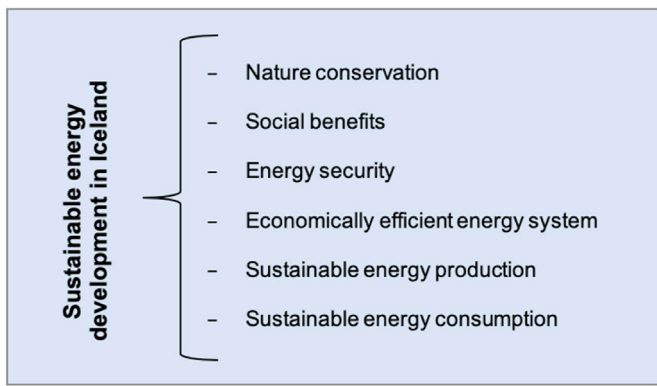 Sustainable energy
development in Iceland
– Nature conservation
– Social benefits
– Energy security
– Economically efficient energy system
– Sustainable energy production
– Sustainable energy consumption